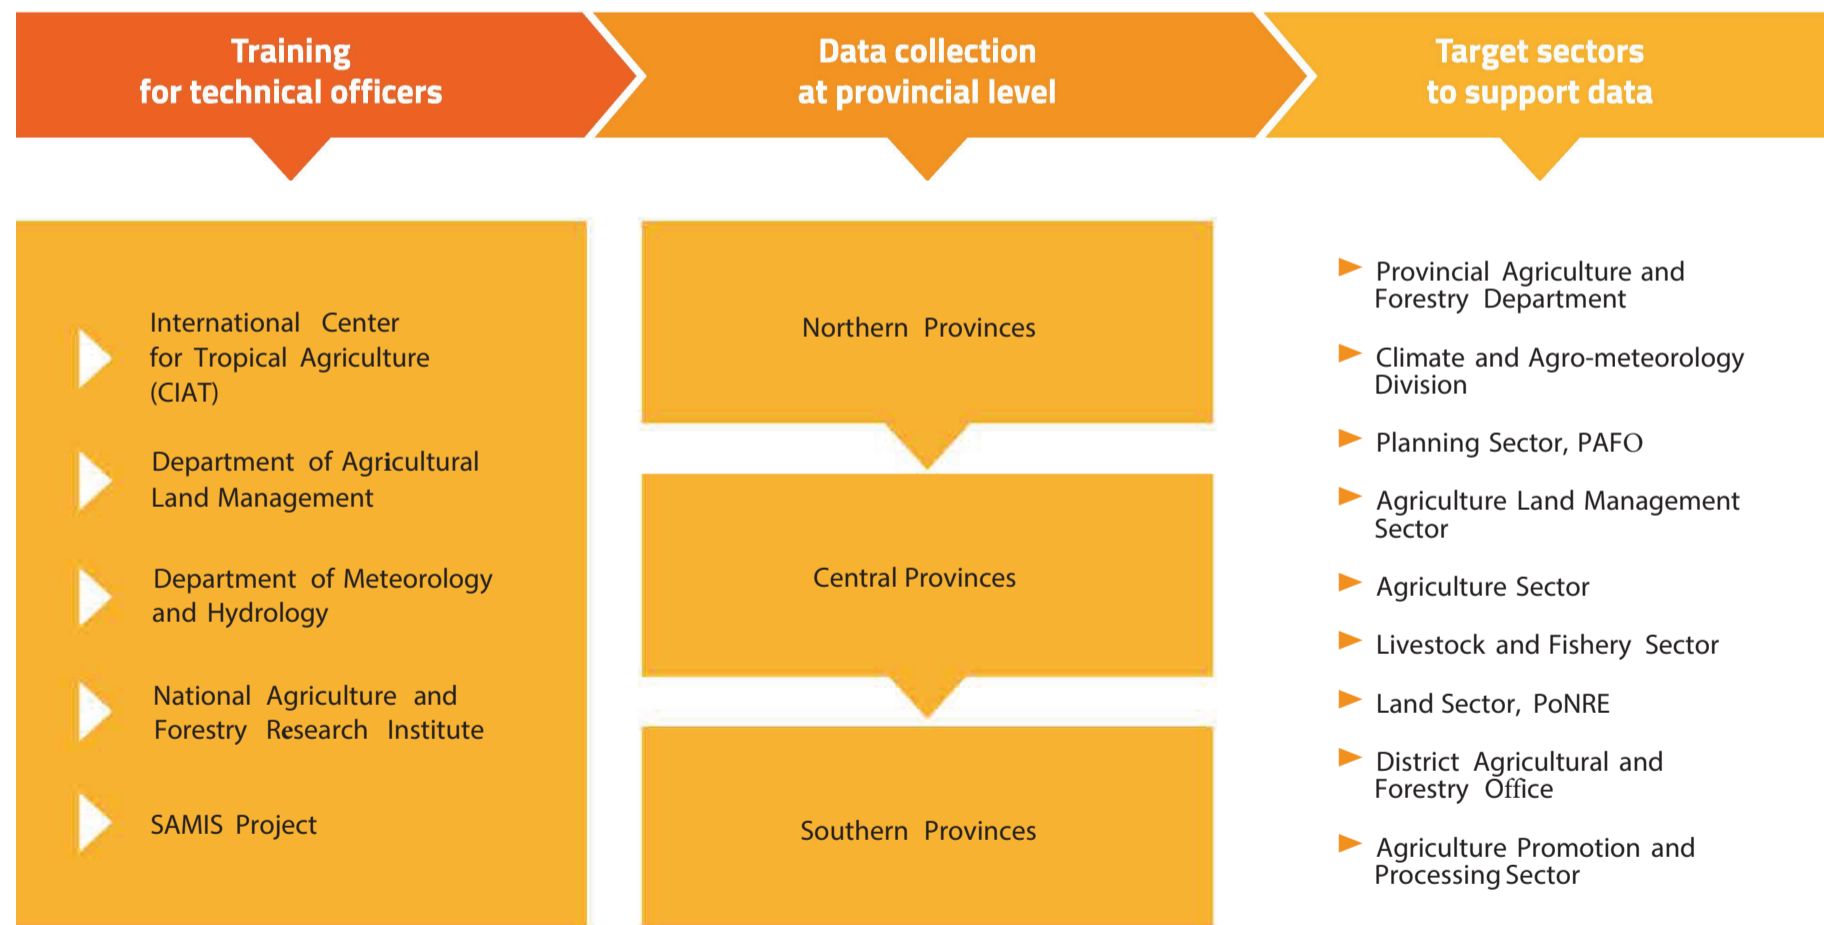 Training
for technical officers
Data collection
at provincial level
Target sectors
to support data
International Center
for Tropical Agriculture
(CIAT)
Department of Agricultural
Land Management
Department of Meteorology
and Hydrology
National Agriculture and
Forestry Research Institute
SAMIS Project
Northern Provinces
Central Provinces
Southern Provinces
Provincial Agriculture and
Forestry Department
Climate and Agro-meteorology
Division
Planning Sector, PAFO
Agriculture Land Management
Sector
Agriculture Sector
Livestock and Fishery Sector
Land Sector, PoNRE
District Agricultural and
Forestry Office
Agriculture Promotion and
Processing Sector